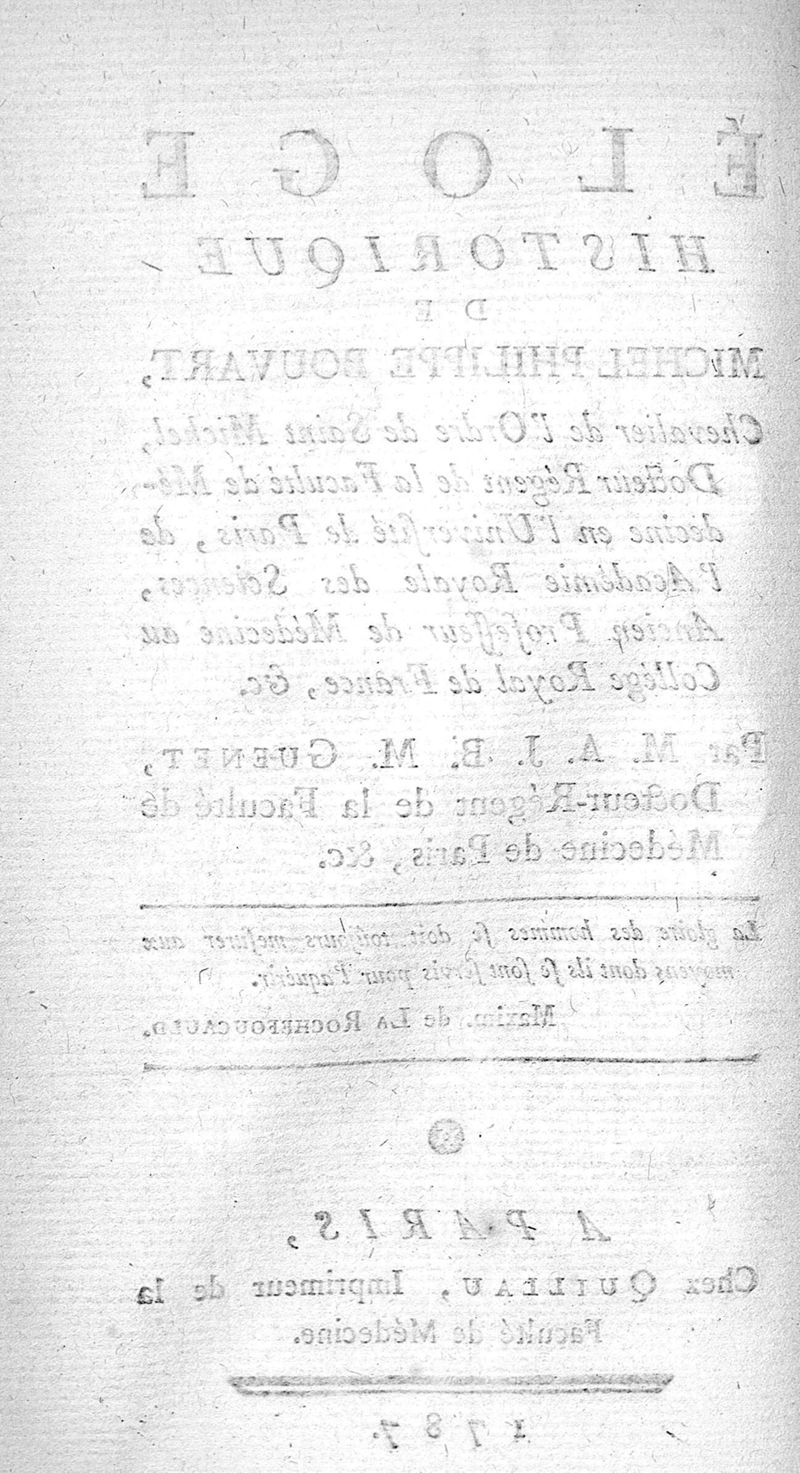 ÉLOGE
HISTORIQUE
DE
MICHEL PHILIPPE BOUVART,
Chevalier de l'Ordre de Saint Michel,
Docteur Régent de la Faculté de Mé-
decine en l'Univerſité de Paris, de
l'Académie Royale des Sciences,
Ancien Profeſſeur de Médecine au
Collége Royal de France, &c.
Par M. A. J. B. M. GUENET,
Docteur-Régent de la Faculté de
Médecine de Paris, &c.
La gloire des hommes ſe doit toûjours meſurer aux
moyens dont ils ſe ſont ſervis pour l'aquérir.
Maxim. de LA ROCHEFOUCAULD.
A PARIS,
Chez QUILLAU, Imprimeur de la
Faculté de Médecine.
1787.